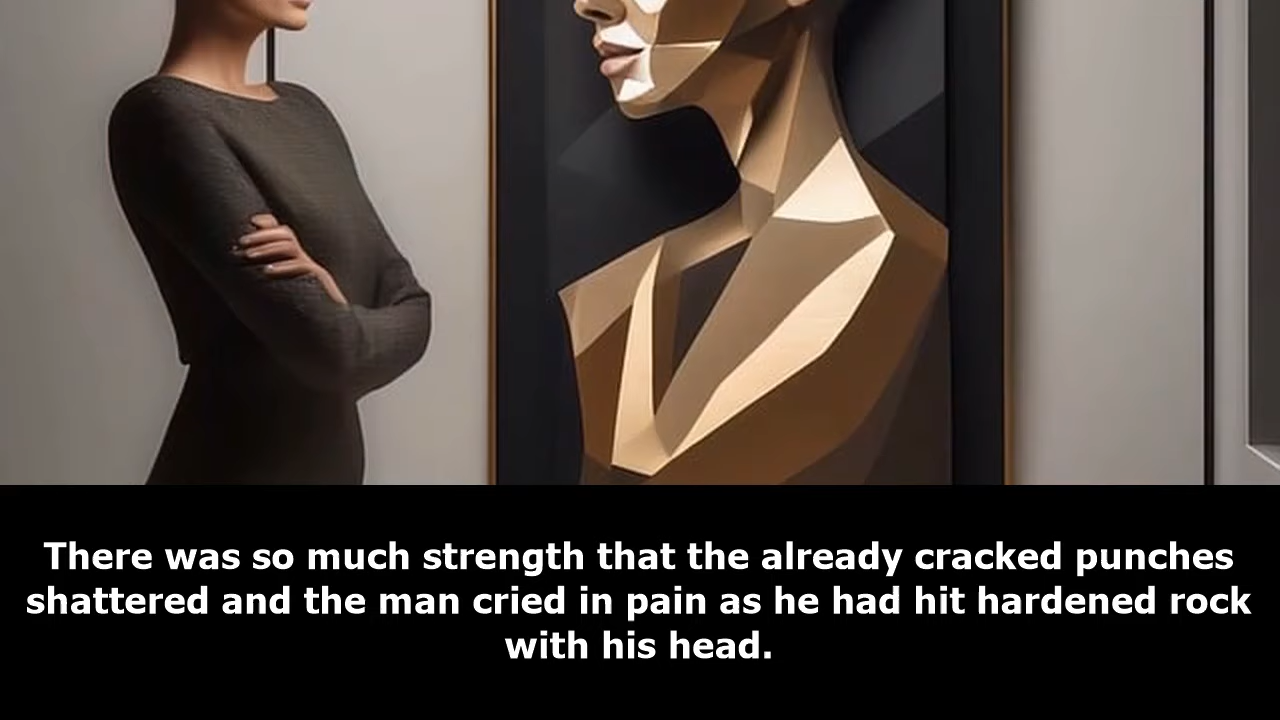 There was so much strength that the already cracked punches
shattered and the man cried in pain as he had hit hardened rock
with his head.